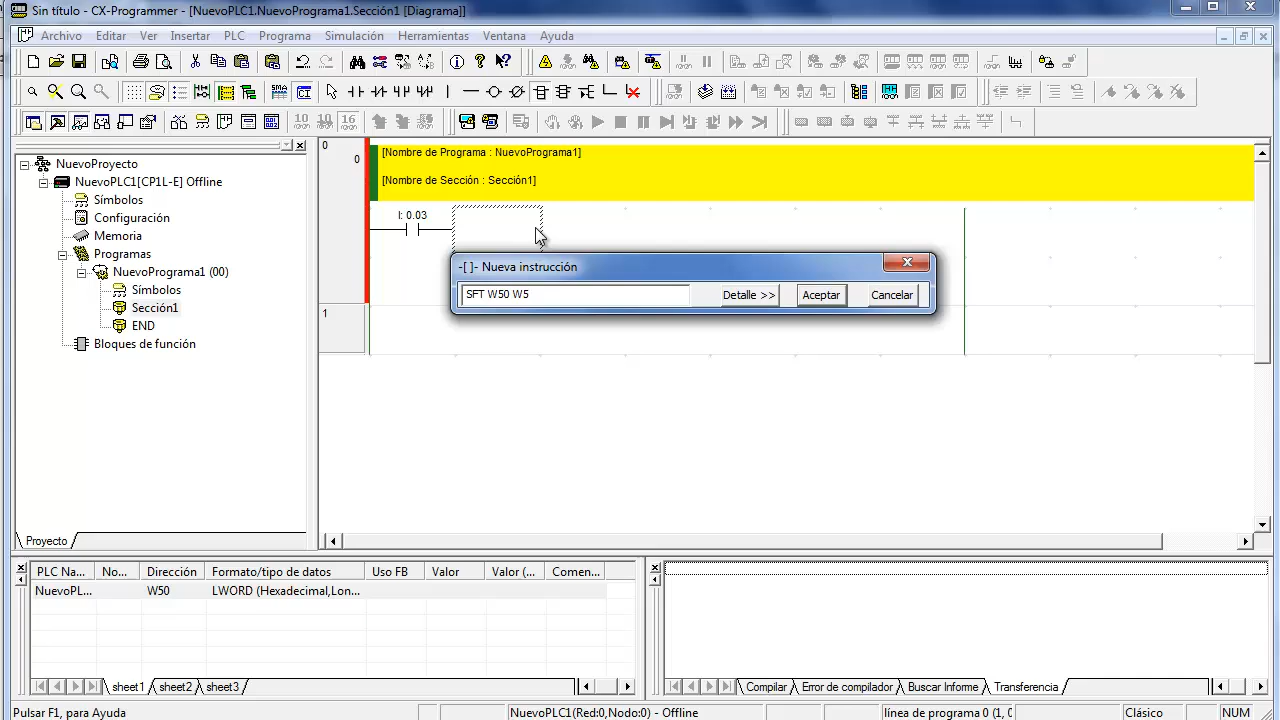 Sin título - CX-Programmer - [NuevoPLC1.NuevoPrograma1.Sección1 [Diagrama]]
Archivo Editar Ver Insertar PLC Programa Simulación Herramientas Ventana Ayuda
10 10 16
NuevoProyecto
NuevoPLC1[CP1L-E] Offline
Símbolos
Configuración
Memoria
Programas
NuevoPrograma1 (00)
Símbolos
Sección1
END
Bloques de función
Proyecto
0
0
[Nombre de Programa : NuevoPrograma1]
[Nombre de Sección : Sección1]
I: 0.03
1
-[ ]- Nueva instrucción
SFT W50 W5
Detalle >> Aceptar Cancelar
PLC Na... No... Dirección Formato/tipo de datos Uso FB Valor Valor (... Comen...
NuevoPL... W50 LWORD (Hexadecimal,Lon...
sheet1 sheet2 sheet3
Compilar Error de compilador Buscar Informe Transferencia
Pulsar F1, para Ayuda NuevoPLC1(Red:0,Nodo:0) - Offline línea de programa 0 (1, 0 Clásico NUM